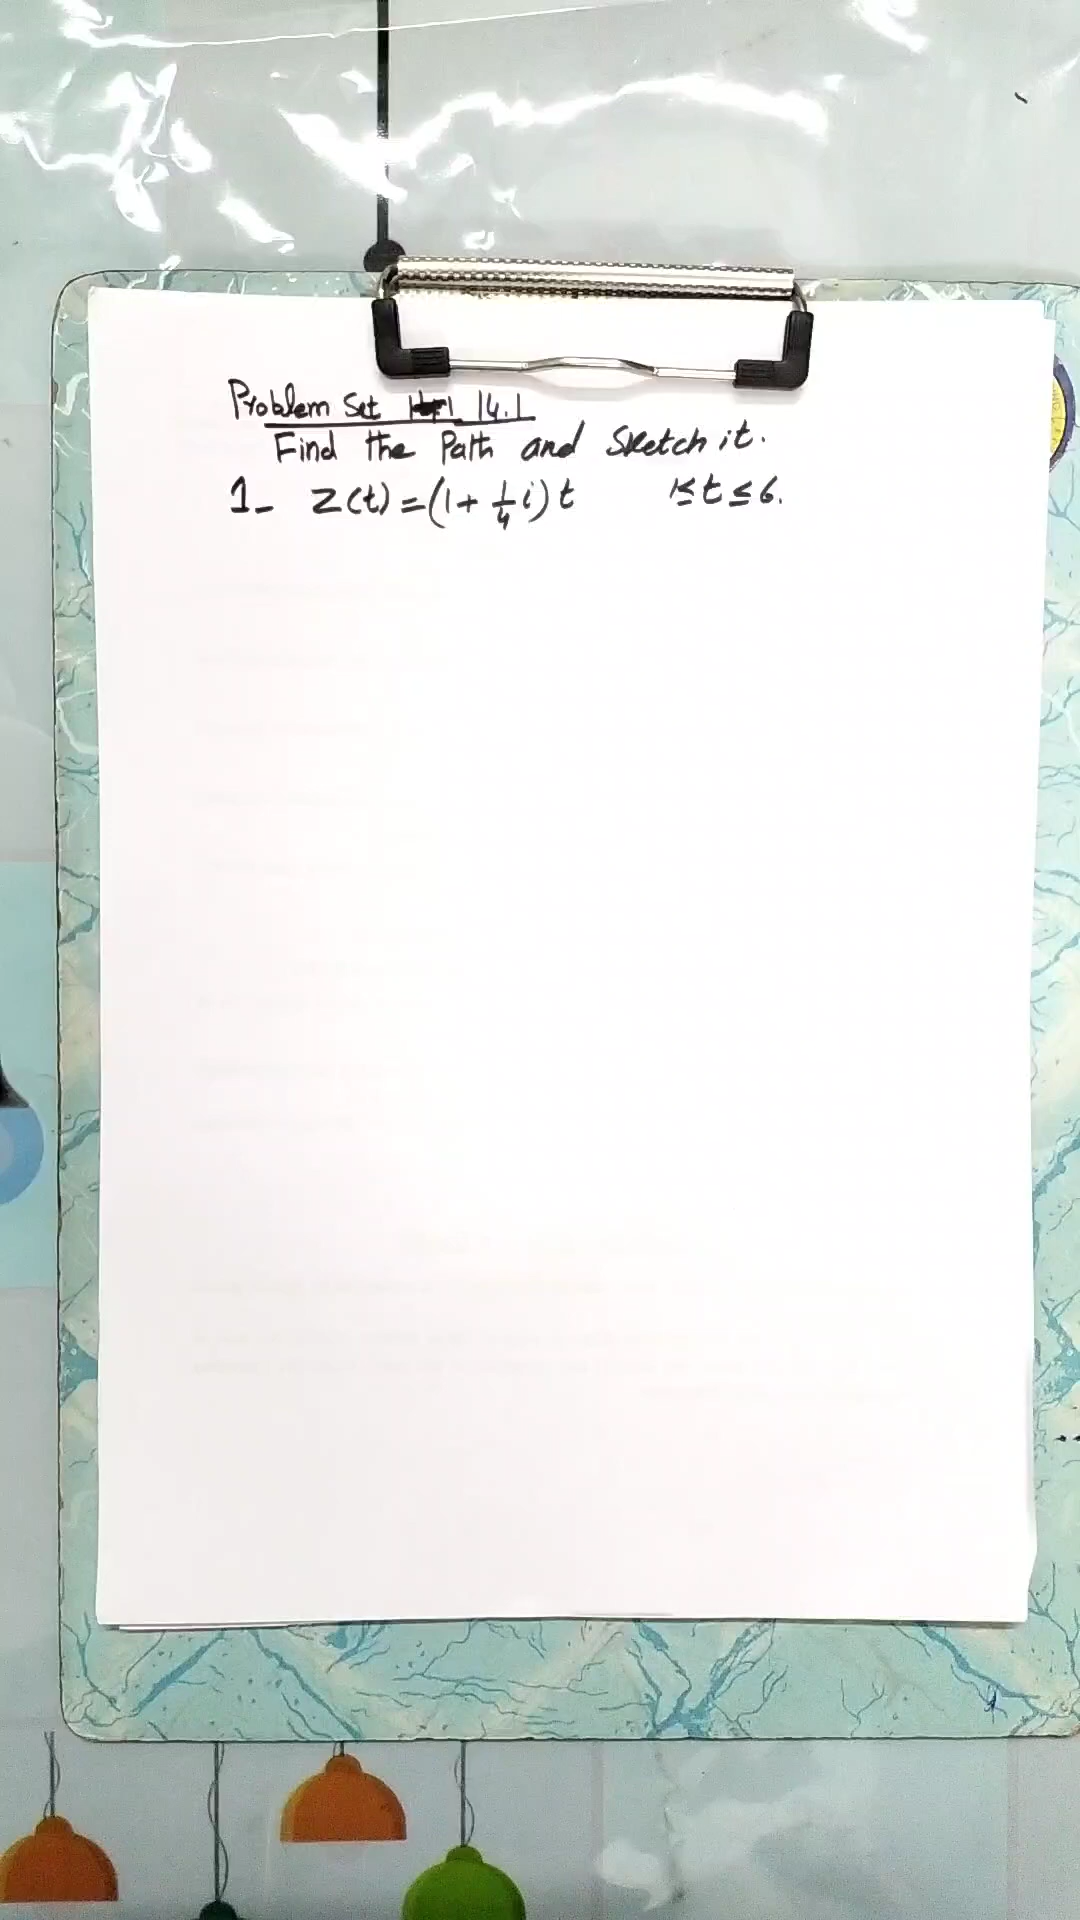 Problem Set 14.1
Find the Path and Sketch it.
1- z(t) = (1 + 1/4 i) t 1 ≤ t ≤ 6.